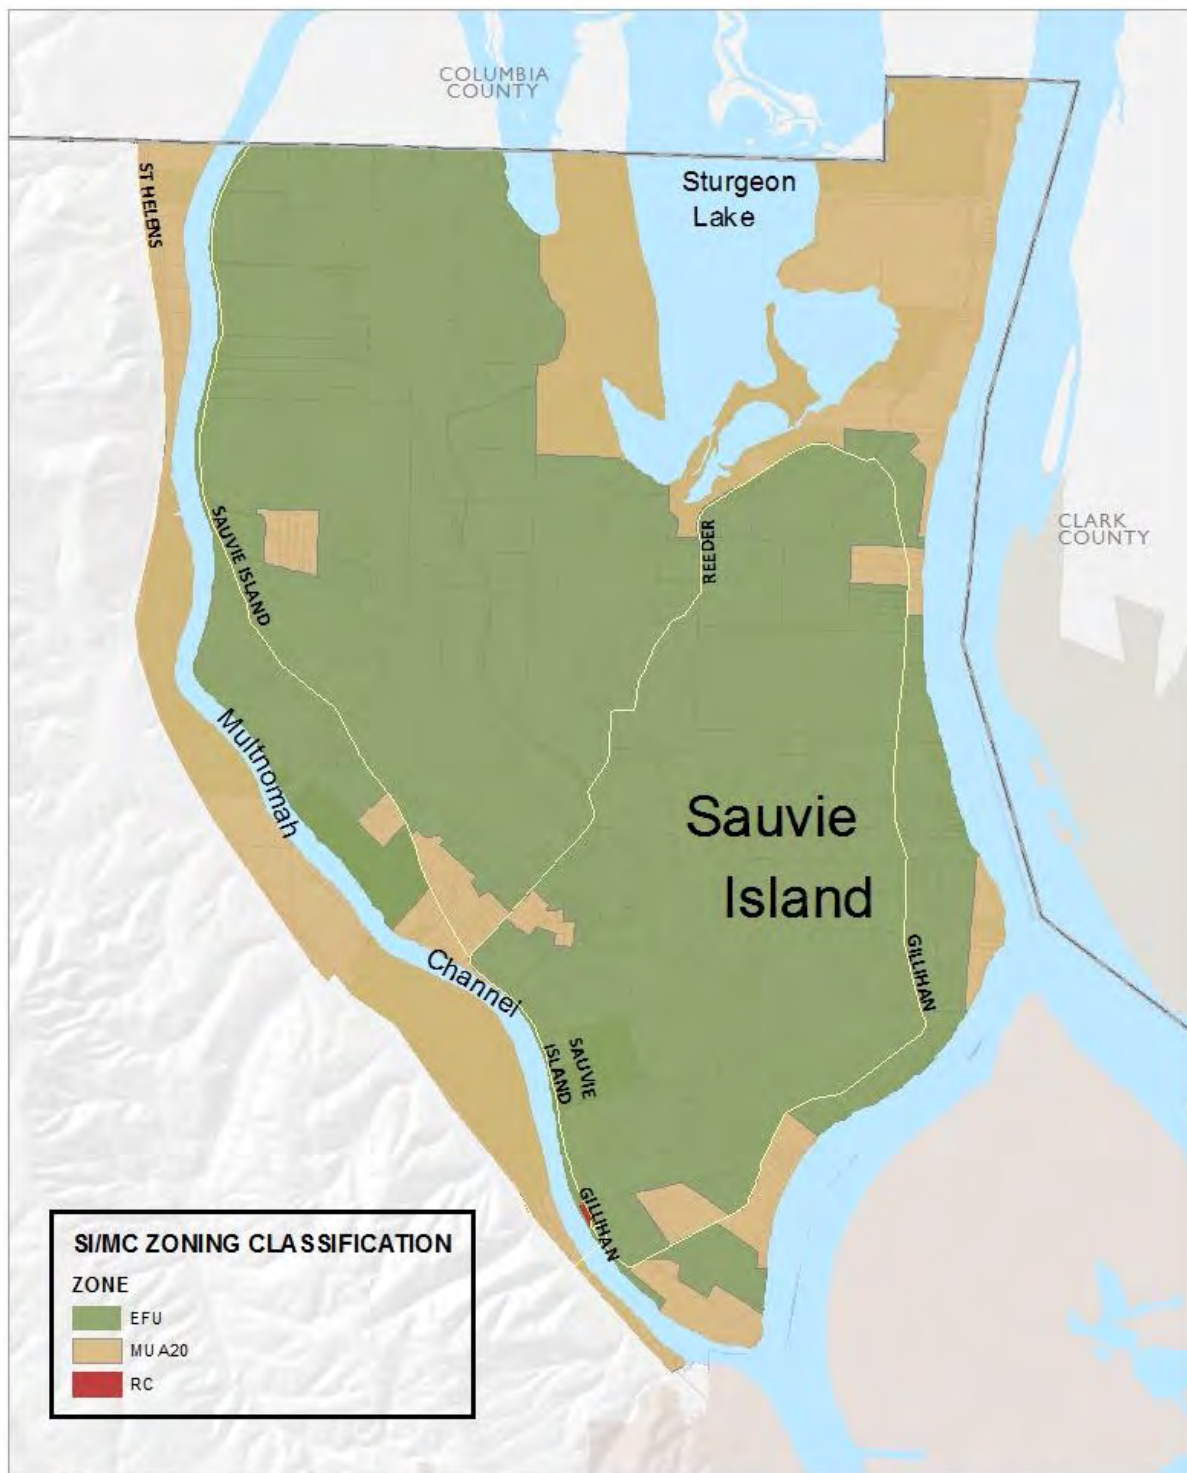 COLUMBIA
COUNTY
ST HELENS
Sturgeon
Lake
SAUVIE ISLAND
REEDER
CLARK
COUNTY
Multnomah
Channel
Sauvie
Island
GILLIHAN
SAUVIE
ISLAND
GILLIHAN
SI/MC ZONING CLASSIFICATION
ZONE
EFU
MUA20
RC